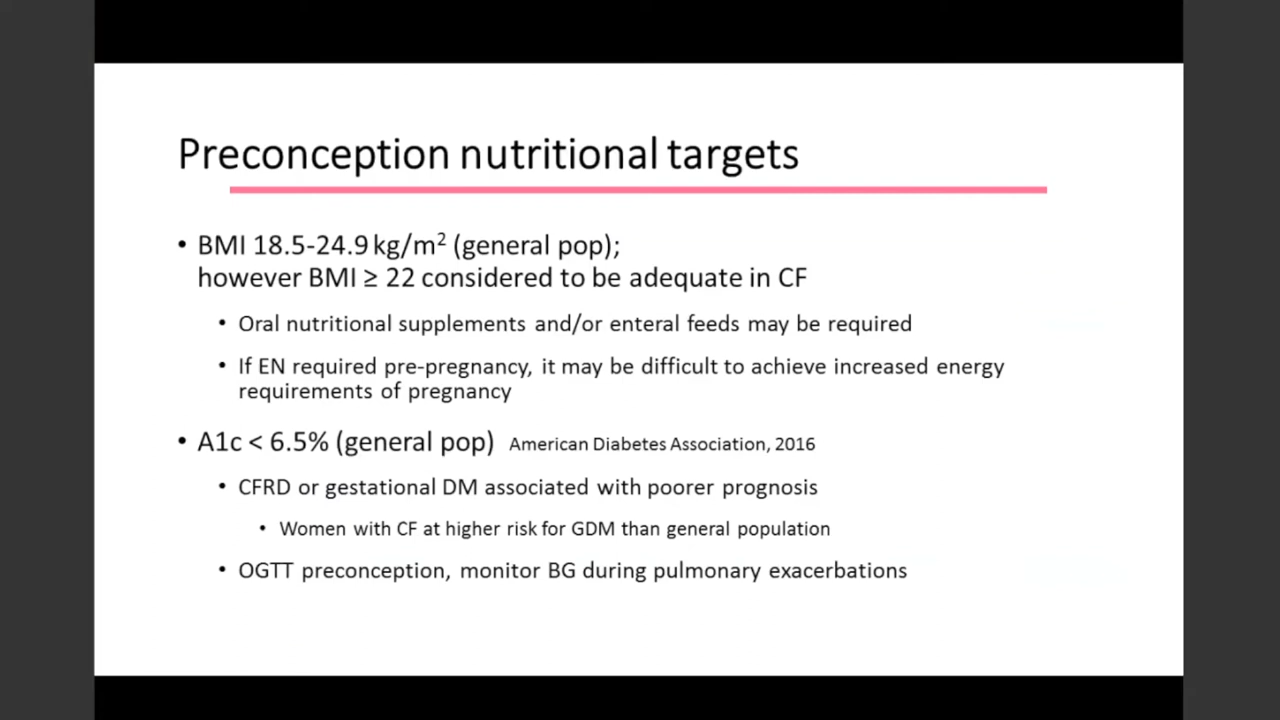 Preconception nutritional targets
• BMI 18.5-24.9 kg/m² (general pop);
however BMI ≥ 22 considered to be adequate in CF
• Oral nutritional supplements and/or enteral feeds may be required
• If EN required pre-pregnancy, it may be difficult to achieve increased energy
requirements of pregnancy
• A1c < 6.5% (general pop) American Diabetes Association, 2016
• CFRD or gestational DM associated with poorer prognosis
• Women with CF at higher risk for GDM than general population
• OGTT preconception, monitor BG during pulmonary exacerbations